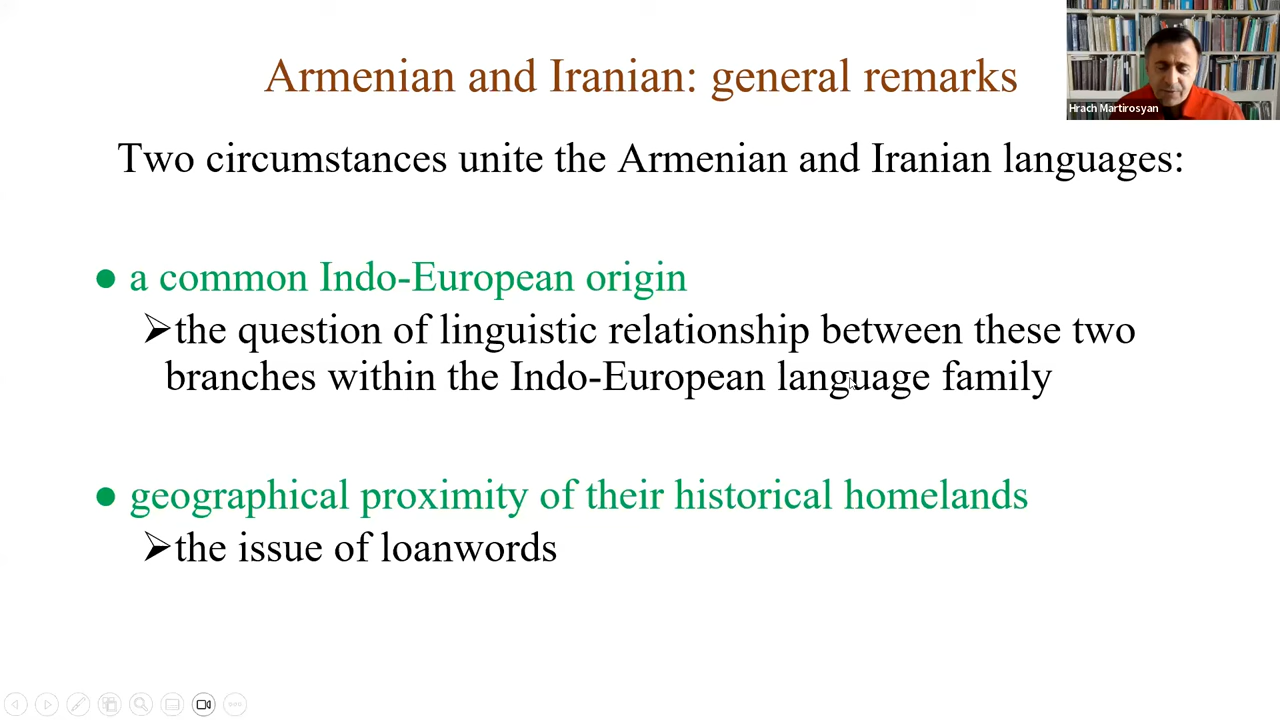 Armenian and Iranian: general remarks
Hrach Martirosyan
Two circumstances unite the Armenian and Iranian languages:
● a common Indo-European origin
➢the question of linguistic relationship between these two
branches within the Indo-European language family
● geographical proximity of their historical homelands
➢the issue of loanwords